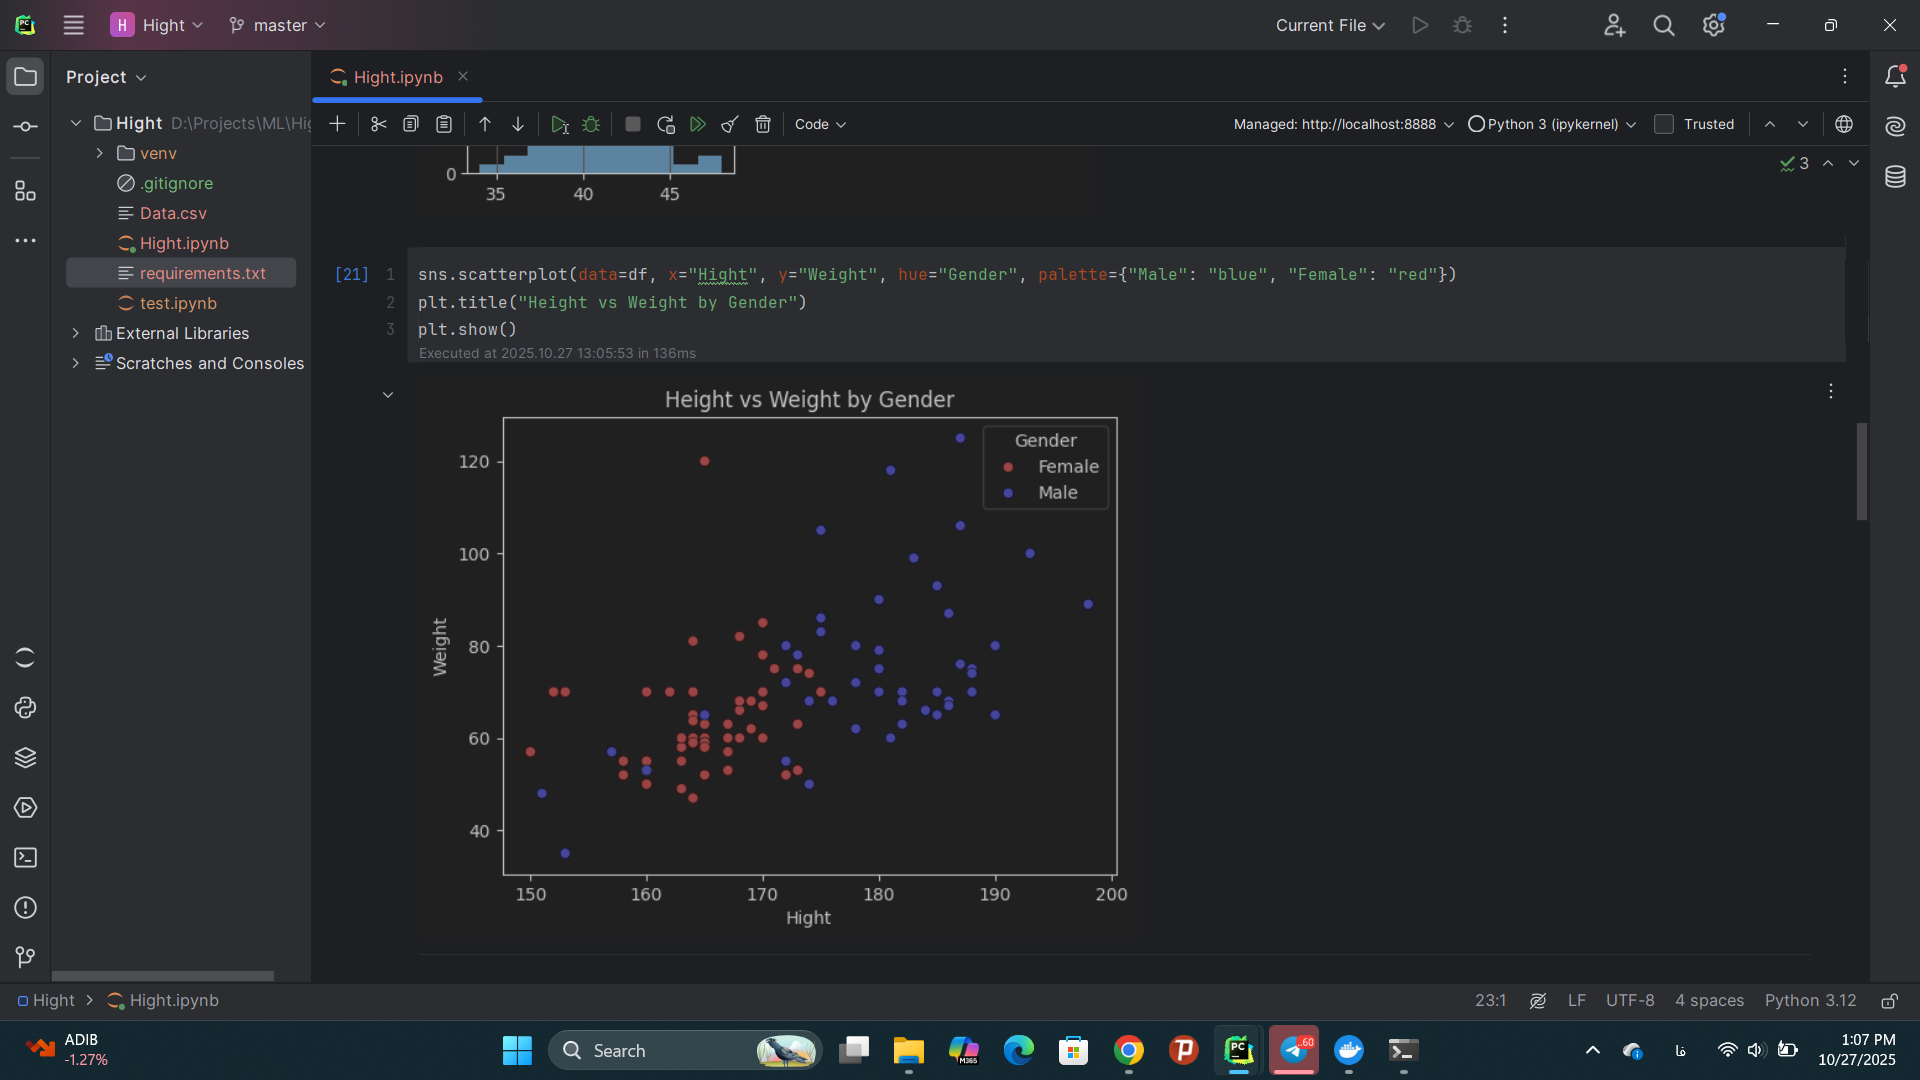 H Hight master Current File
Project
Hight.ipynb
Hight D:\Projects\ML\Hig
Code
Managed: http://localhost:8888 Python 3 (ipykernel) Trusted
venv
.gitignore
Data.csv
Hight.ipynb
requirements.txt
test.ipynb
External Libraries
Scratches and Consoles
3
0
35 40 45
[21] 1 sns.scatterplot(data=df, x="Hight", y="Weight", hue="Gender", palette={"Male": "blue", "Female": "red"})
2 plt.title("Height vs Weight by Gender")
3 plt.show()
Executed at 2025.10.27 13:05:53 in 136ms
Height vs Weight by Gender
Gender
Female
Male
Weight
120
100
80
60
40
150 160 170 180 190 200
Hight
Hight Hight.ipynb
23:1 LF UTF-8 4 spaces Python 3.12
ADIB
-1.27%
Search
M365
PC
60
فا
1:07 PM
10/27/2025